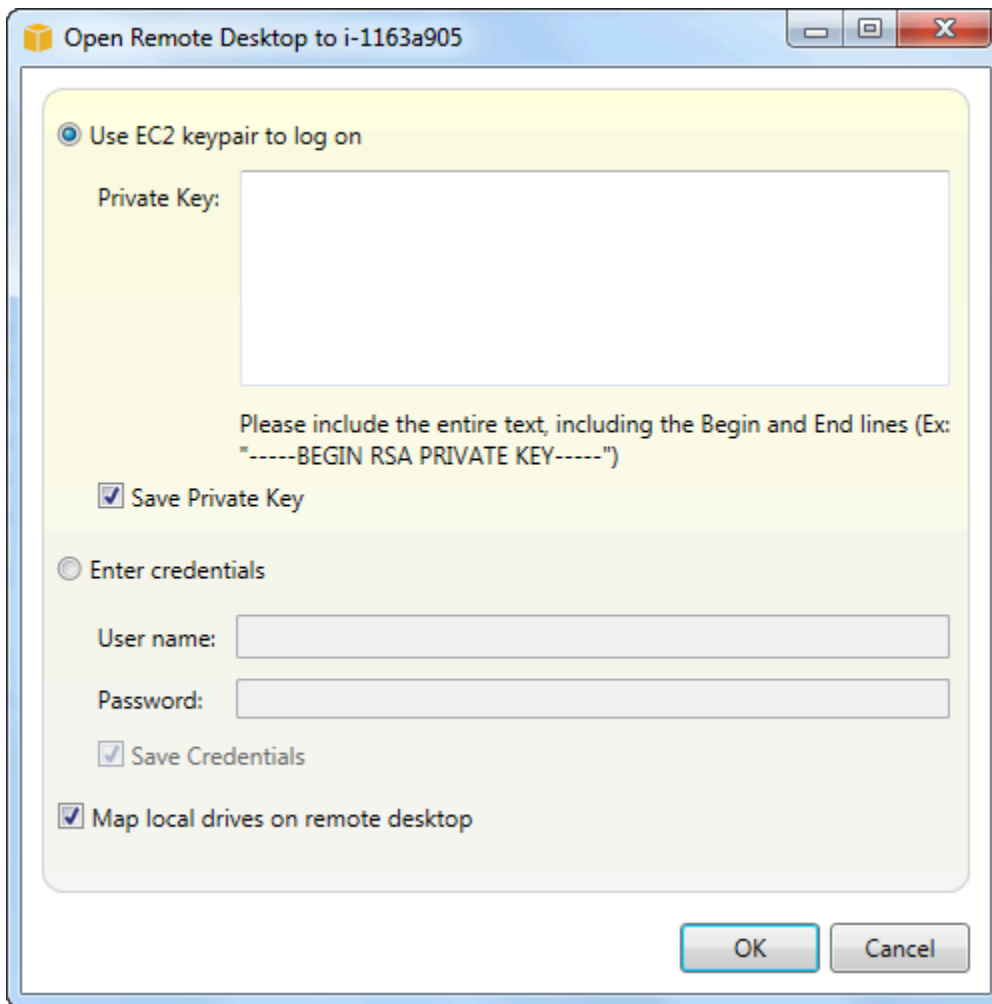 Open Remote Desktop to i-1163a905
Use EC2 keypair to log on
Private Key:
Please include the entire text, including the Begin and End lines (Ex:
"-----BEGIN RSA PRIVATE KEY-----")
Save Private Key
Enter credentials
User name:
Password:
Save Credentials
Map local drives on remote desktop
OK Cancel